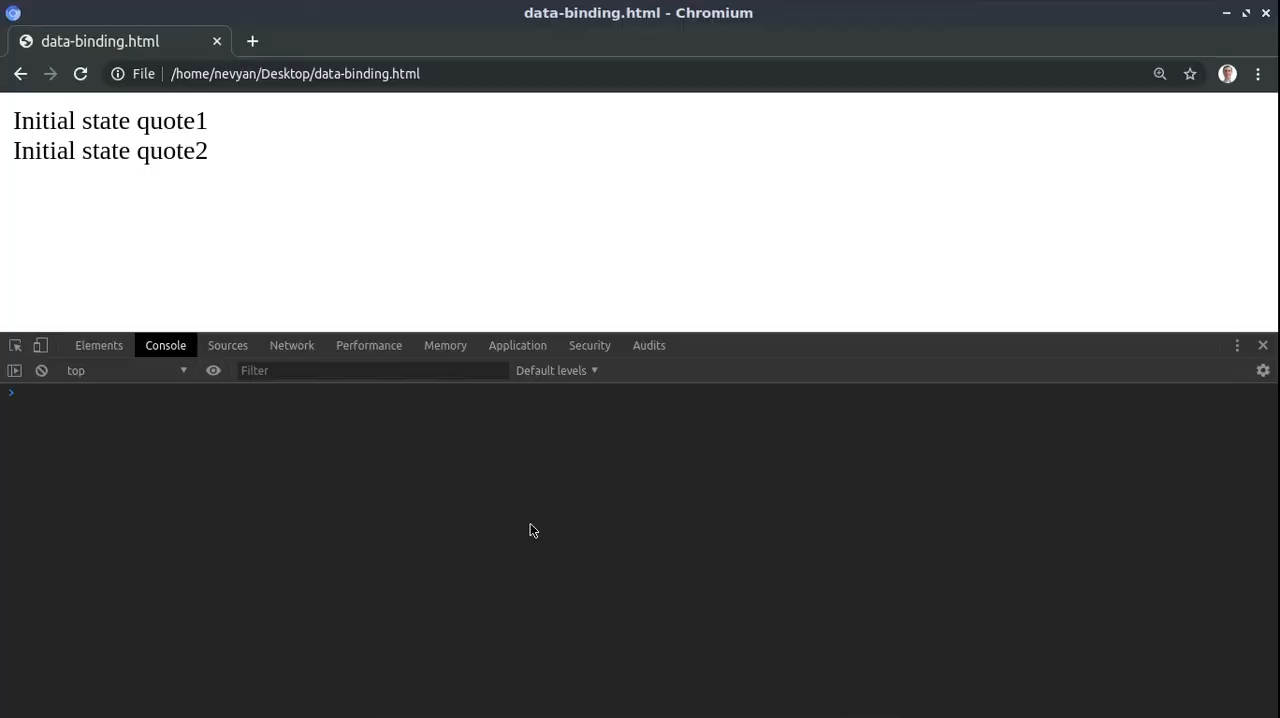 data-binding.html - Chromium
data-binding.html
File /home/nevyan/Desktop/data-binding.html
Initial state quote1
Initial state quote2
Elements Console Sources Network Performance Memory Application Security Audits
top Filter Default levels